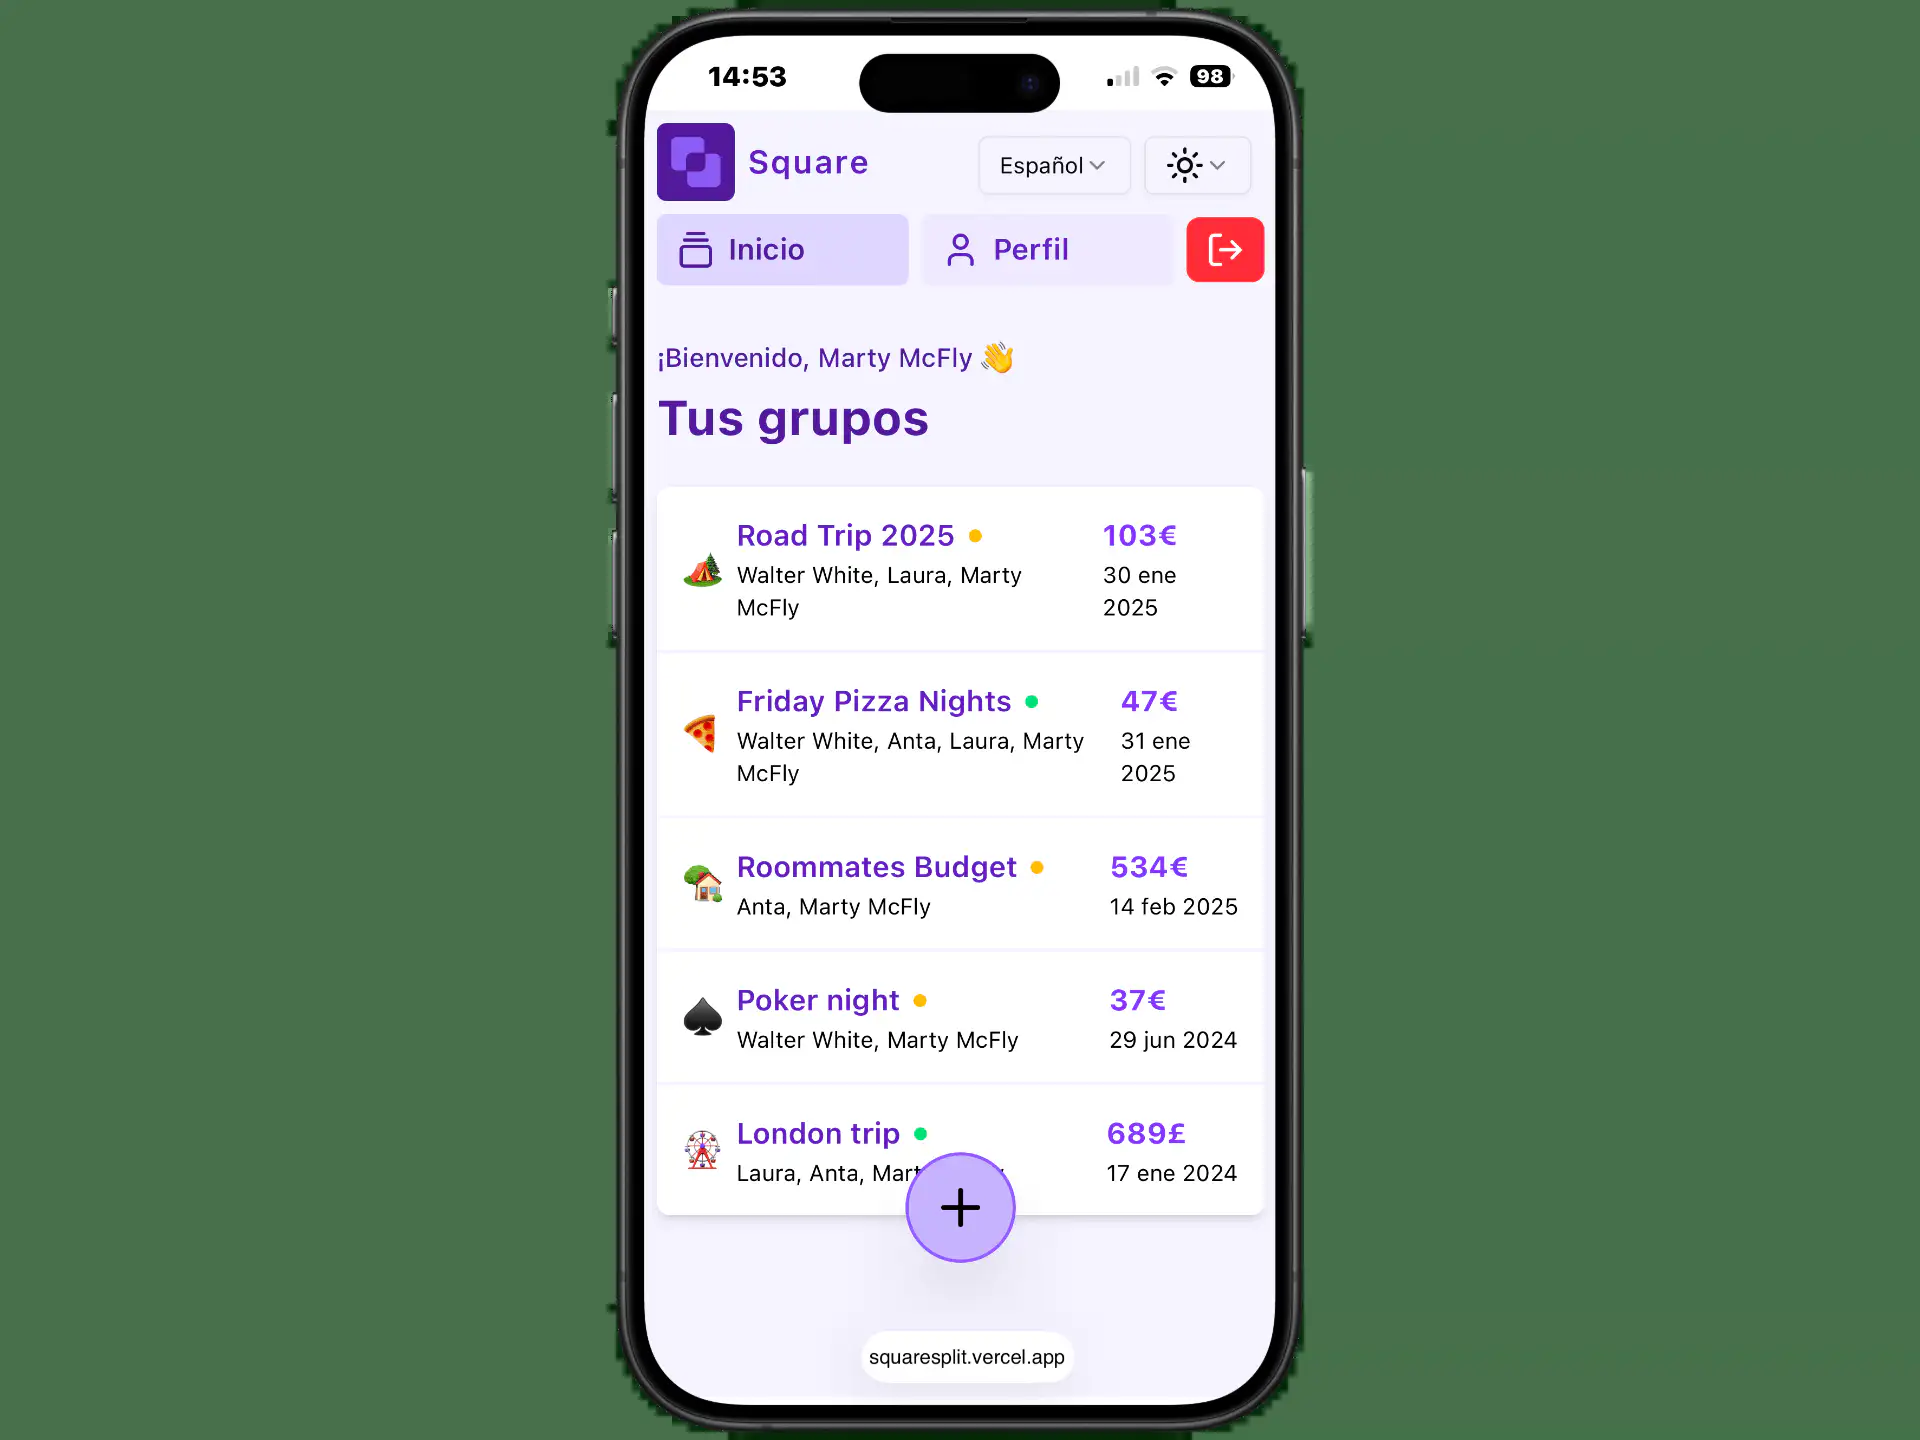 14:53
98
Square
Español
Inicio
Perfil
¡Bienvenido, Marty McFly 👋
Tus grupos
Road Trip 2025
103€
Walter White, Laura, Marty
McFly
30 ene
2025
Friday Pizza Nights
47€
Walter White, Anta, Laura, Marty
McFly
31 ene
2025
Roommates Budget
534€
Anta, Marty McFly
14 feb 2025
Poker night
37€
Walter White, Marty McFly
29 jun 2024
London trip
689£
Laura, Anta,
17 ene 2024
squaresplit.vercel.app